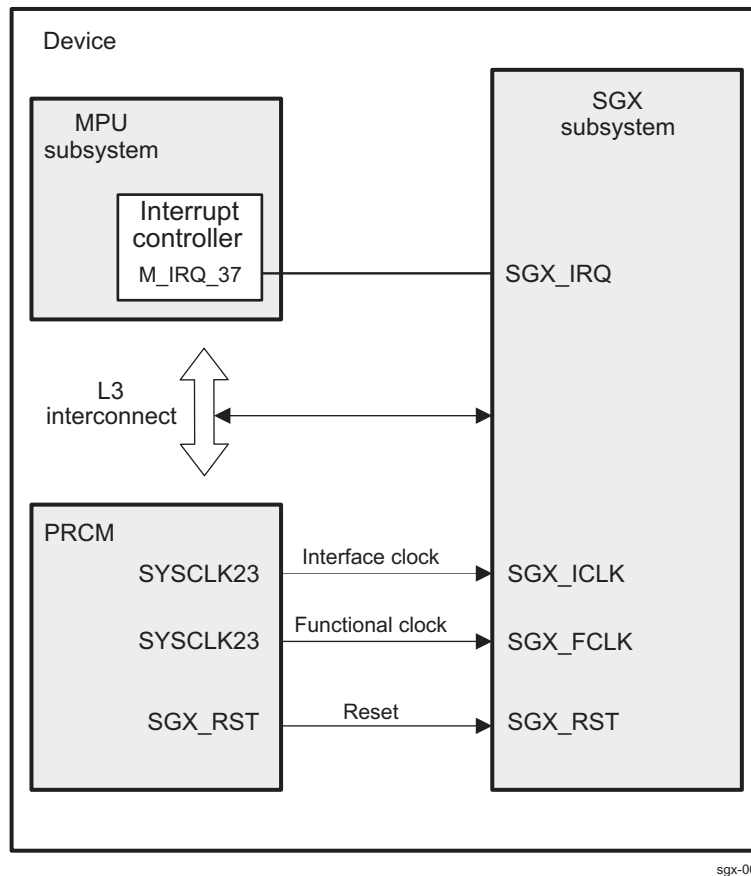 Device
MPU
subsystem
Interrupt
controller
M_IRQ_37
SGX
subsystem
SGX_IRQ
L3
interconnect
PRCM
SYSCLK23
Interface clock
SGX_ICLK
SYSCLK23
Functional clock
SGX_FCLK
SGX_RST
Reset
SGX_RST